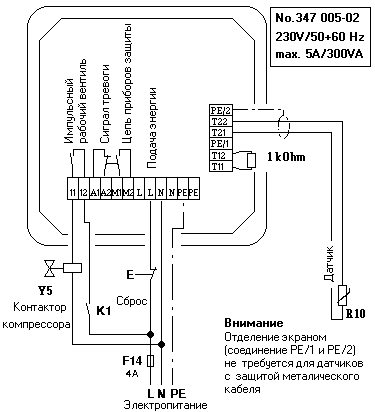 No.347 005-02
230V/50+60 Hz
max. 5A/300VA
Импульсный
рабочий вентиль
Сиграл тревоги
Цепь приборов защиты
Подача энергии
PE/2
T22
T21
PE/1
T12
T11
1kOhm
11 12 A1 A2 M1 M2 L L N N PE PE
Y5
Контактор
компрессора
K1
E
Сброс
F14
4A
L N PE
Электропитание
Датчик
R10
Внимание
Отделение экраном
(соединение PE/1 и PE/2)
не требуется для датчиков
с защитой металического
кабеля